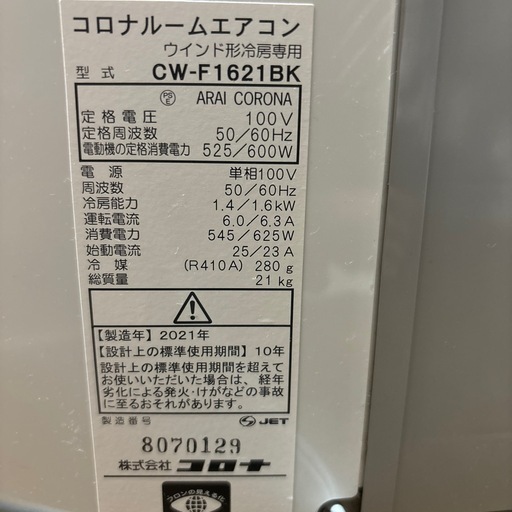 コロナルームエアコン
ウインド形冷房専用
型式 CW-F1621BK
PS E ARAI CORONA
定格電圧 100V
定格周波数 50/60Hz
電動機の定格消費電力 525/600W
電源 単相100V
周波数 50/60Hz
冷房能力 1.4/1.6kW
運転電流 6.0/6.3A
消費電力 545/625W
始動電流 25/23A
冷媒 (R410A) 280g
総質量 21kg
【製造年】2021年
【設計上の標準使用期間】10年
設計上の標準使用期間を超えて
お使いいただいた場合は、経年
劣化による発火・けがなどの事故
に至るおそれがあります。
製造番号 JET
8070129
株式会社コロナ
フロンの見える化